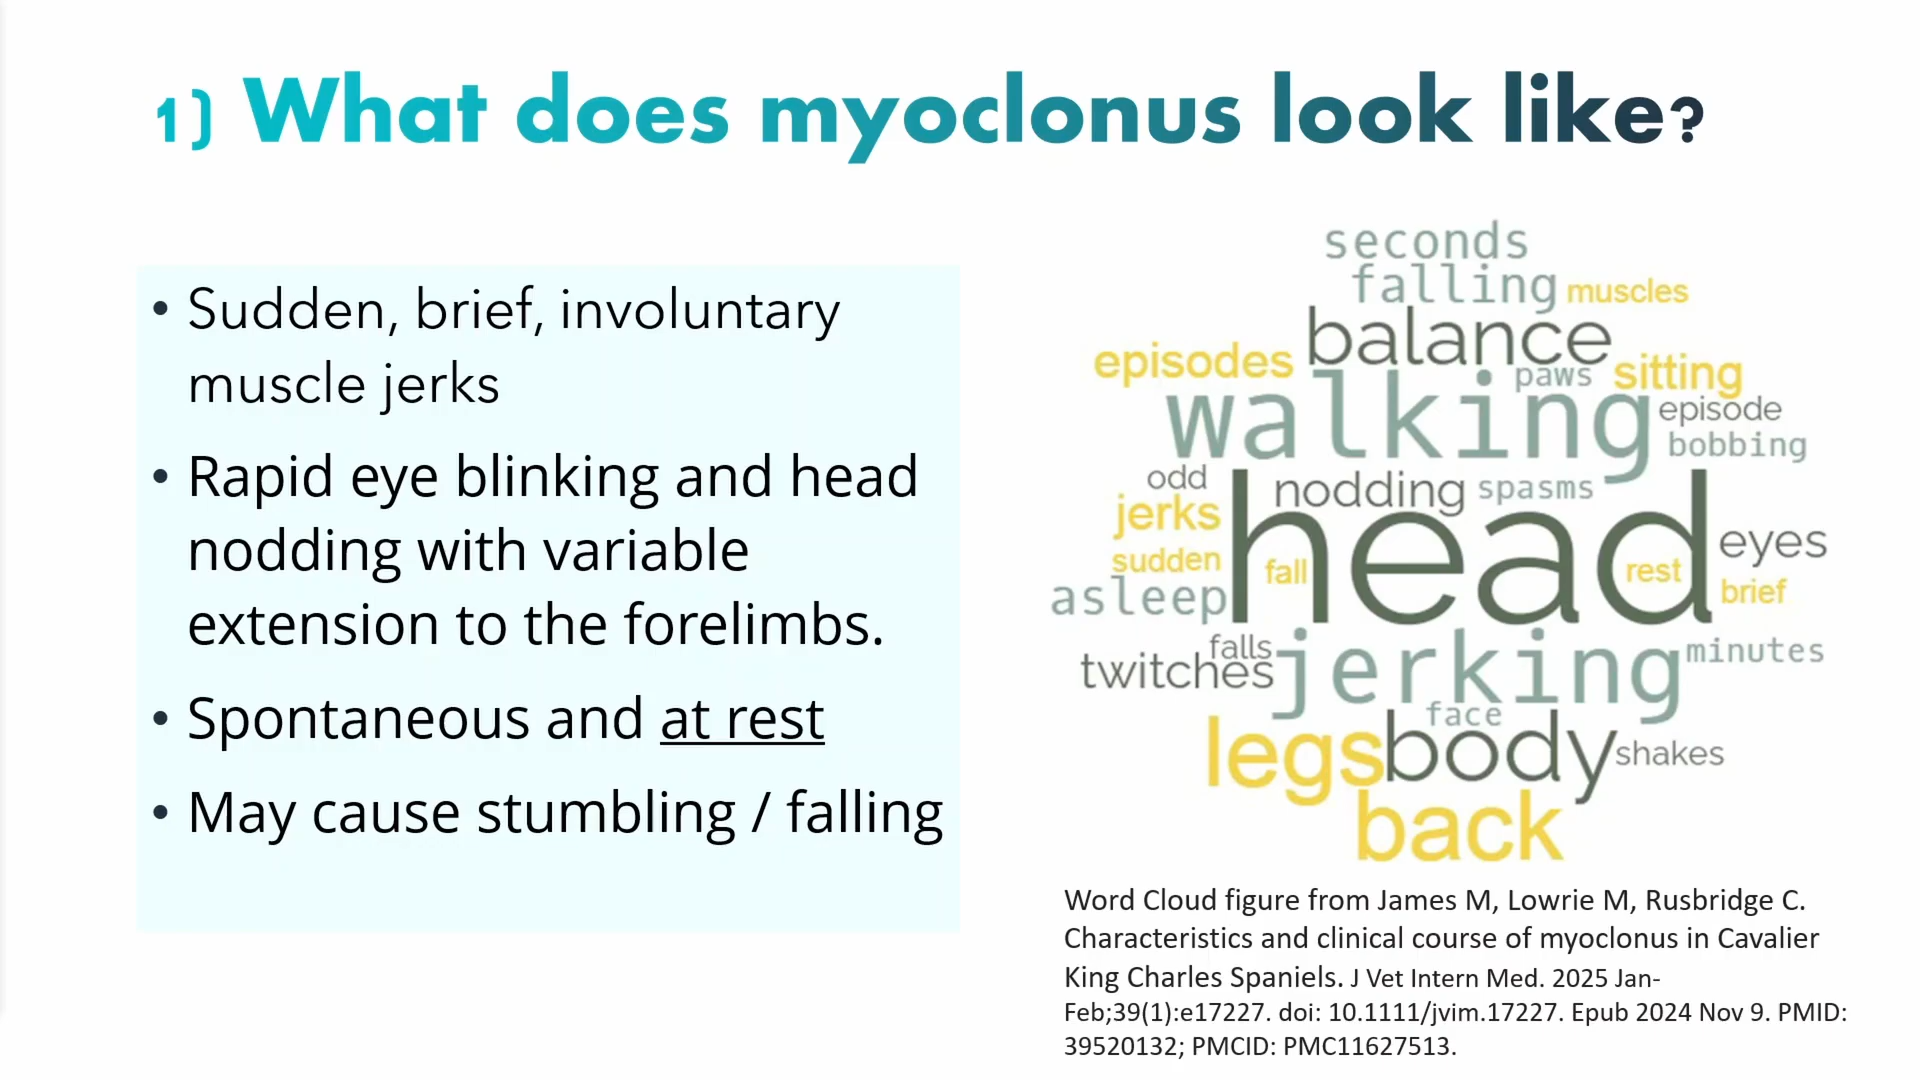 1) What does myoclonus look like?
• Sudden, brief, involuntary
muscle jerks
• Rapid eye blinking and head
nodding with variable
extension to the forelimbs.
• Spontaneous and at rest
• May cause stumbling / falling
seconds
falling muscles
balance
episodes paws sitting
walking episode
bobbing
odd nodding spasms
jerks head eyes
sudden fall rest brief
asleep
falls minutes
twitches jerking
face
legs body shakes
back
Word Cloud figure from James M, Lowrie M, Rusbridge C.
Characteristics and clinical course of myoclonus in Cavalier
King Charles Spaniels. J Vet Intern Med. 2025 Jan-
Feb;39(1):e17227. doi: 10.1111/jvim.17227. Epub 2024 Nov 9. PMID:
39520132; PMCID: PMC11627513.